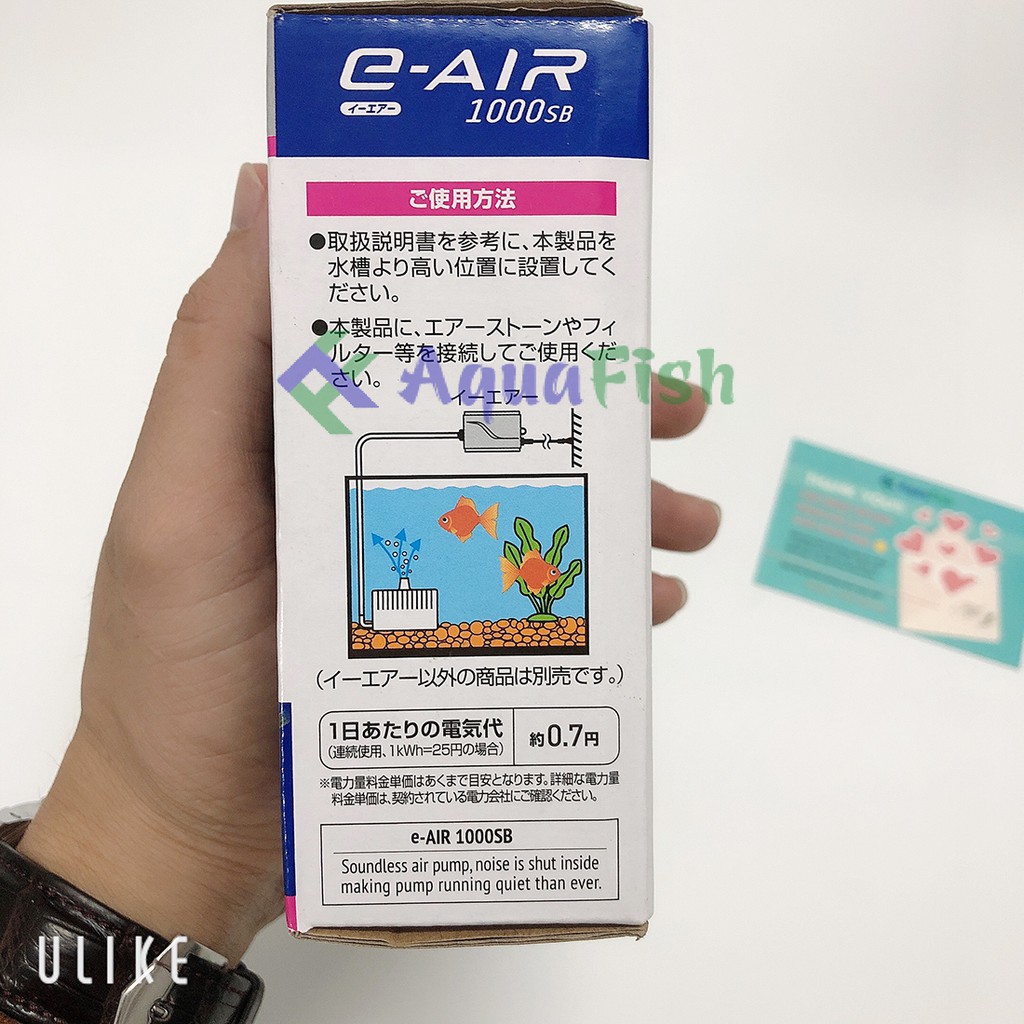 e-AIR
イーエアー
1000SB
ご使用方法
●取扱説明書を参考に、本製品を
水槽より高い位置に設置してく
ださい。
●本製品に、エアーストーンやフィ
ルター等を接続してご使用くだ
さい。
AquaFish
イーエアー
(イーエアー以外の商品は別売です。)
1日あたりの電気代
(連続使用、1kWh=25円の場合)
約0.7円
※電力量料金単価はあくまで目安となります。詳細な電力量
料金単価は、契約されている電力会社にご確認ください。
e-AIR 1000SB
Soundless air pump, noise is shut inside
making pump running quiet than ever.
THANK YOU
ULIKE